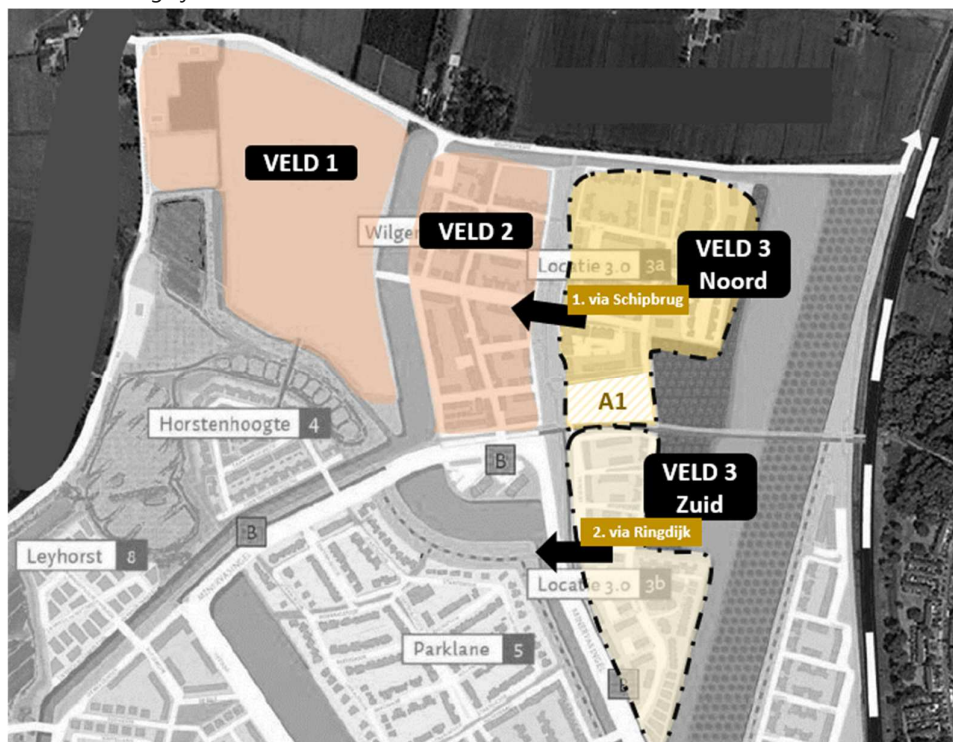 VELD 1
VELD 2
Locatie 3.0 3a
VELD 3
Noord
1. via Schipbrug
A1
Horstenhoogte 4
B
VELD 3
Zuid
B
2. via Ringdijk
Leyhorst 8
Locatie 3.0 3b
Parklane 5